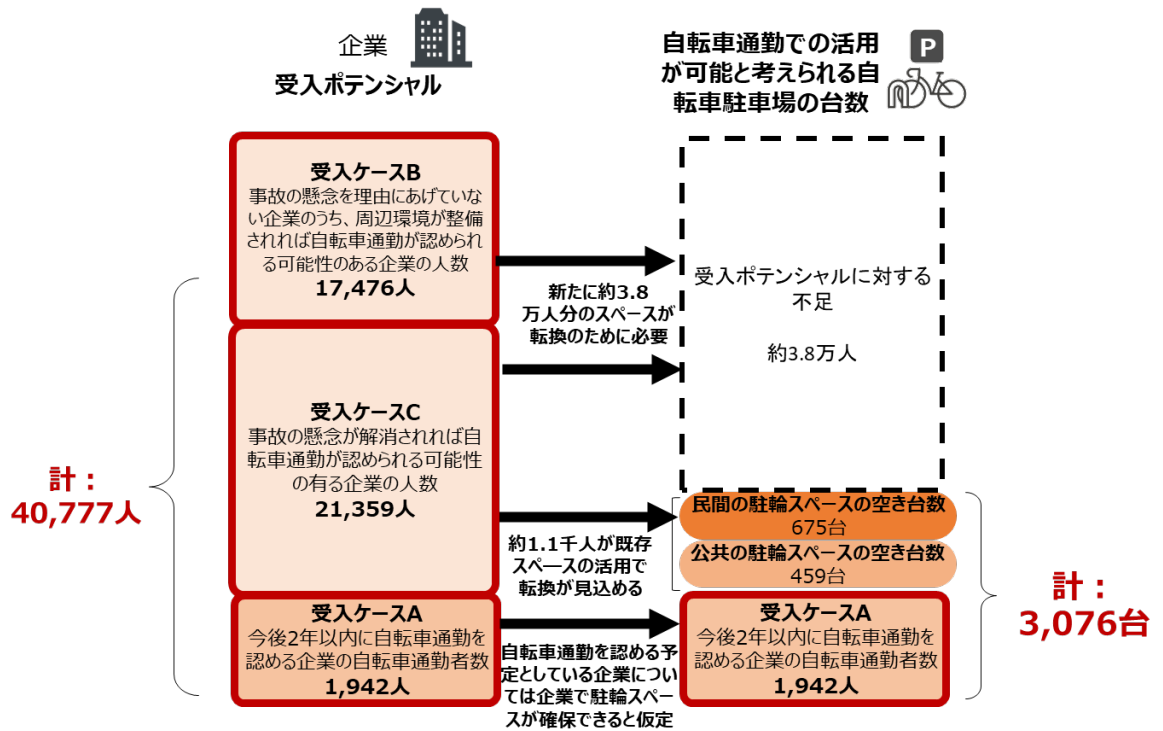 企業
受入ポテンシャル
自転車通勤での活用
が可能と考えられる自
転車駐車場の台数
P
受入ケースB
事故の懸念を理由にあげていな
い企業のうち、周辺環境が整備
されれば自転車通勤が認められ
る可能性のある企業の人数
17,476人
受入ケースC
事故の懸念が解消されれば自
転車通勤が認められる可能性
の有る企業の人数
21,359人
受入ケースA
今後2年以内に自転車通勤を
認める企業の自転車通勤者数
1,942人
計：
40,777人
新たに約3.8
万人分のスペースが
転換のために必要
約1.1千人が既存
スペースの活用で
転換が見込める
自転車通勤を認める予
定としている企業につい
ては企業で駐輪スペー
スが確保できると仮定
受入ポテンシャルに対する
不足
約3.8万人
民間の駐輪スペースの空き台数
675台
公共の駐輪スペースの空き台数
459台
受入ケースA
今後2年以内に自転車通勤を
認める企業の自転車通勤者数
1,942人
計：
3,076台